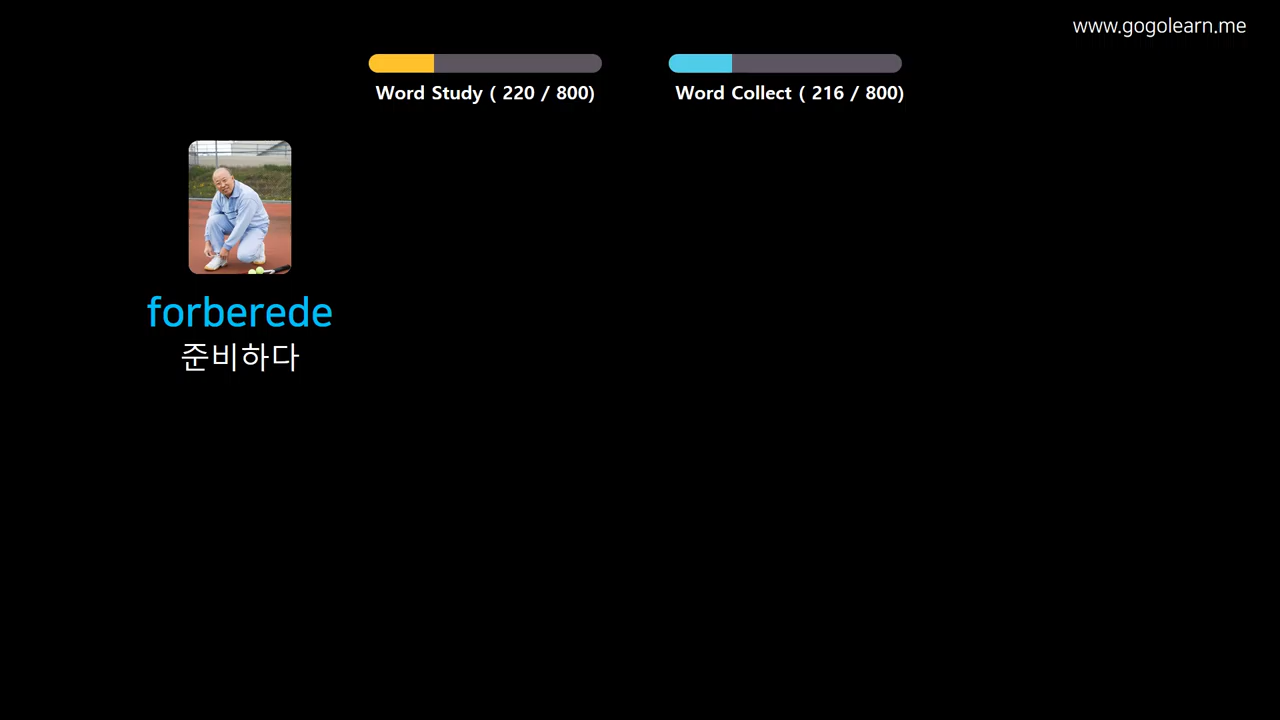 www.gogolearn.me
Word Study ( 220 / 800)
Word Collect ( 216 / 800)
forberede
준비하다